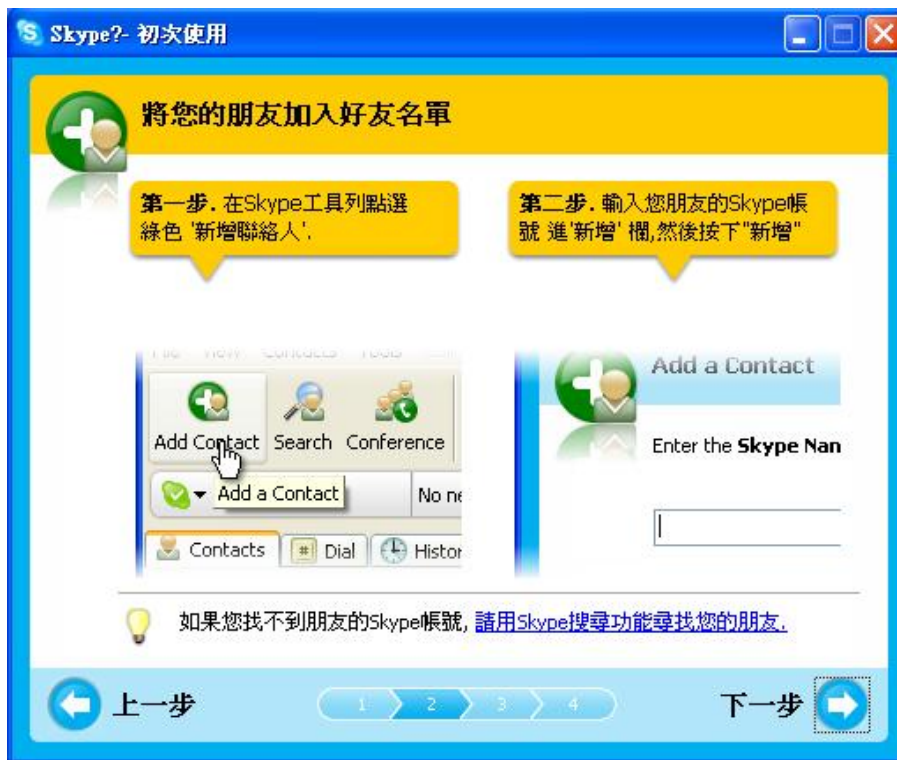 Skype?- 初次使用
將您的朋友加入好友名單
第一步. 在Skype工具列點選
綠色 '新增聯絡人'.
第二步. 輸入您朋友的Skype帳
號 進'新增' 欄,然後按下"新增"
File View Contacts Tools
Add Contact Search Conference
Add a Contact
No ne
Contacts Dial Histor
Add a Contact
Enter the Skype Nan
如果您找不到朋友的Skype帳號, 請用Skype搜尋功能尋找您的朋友.
上一步
1 2 3 4
下一步